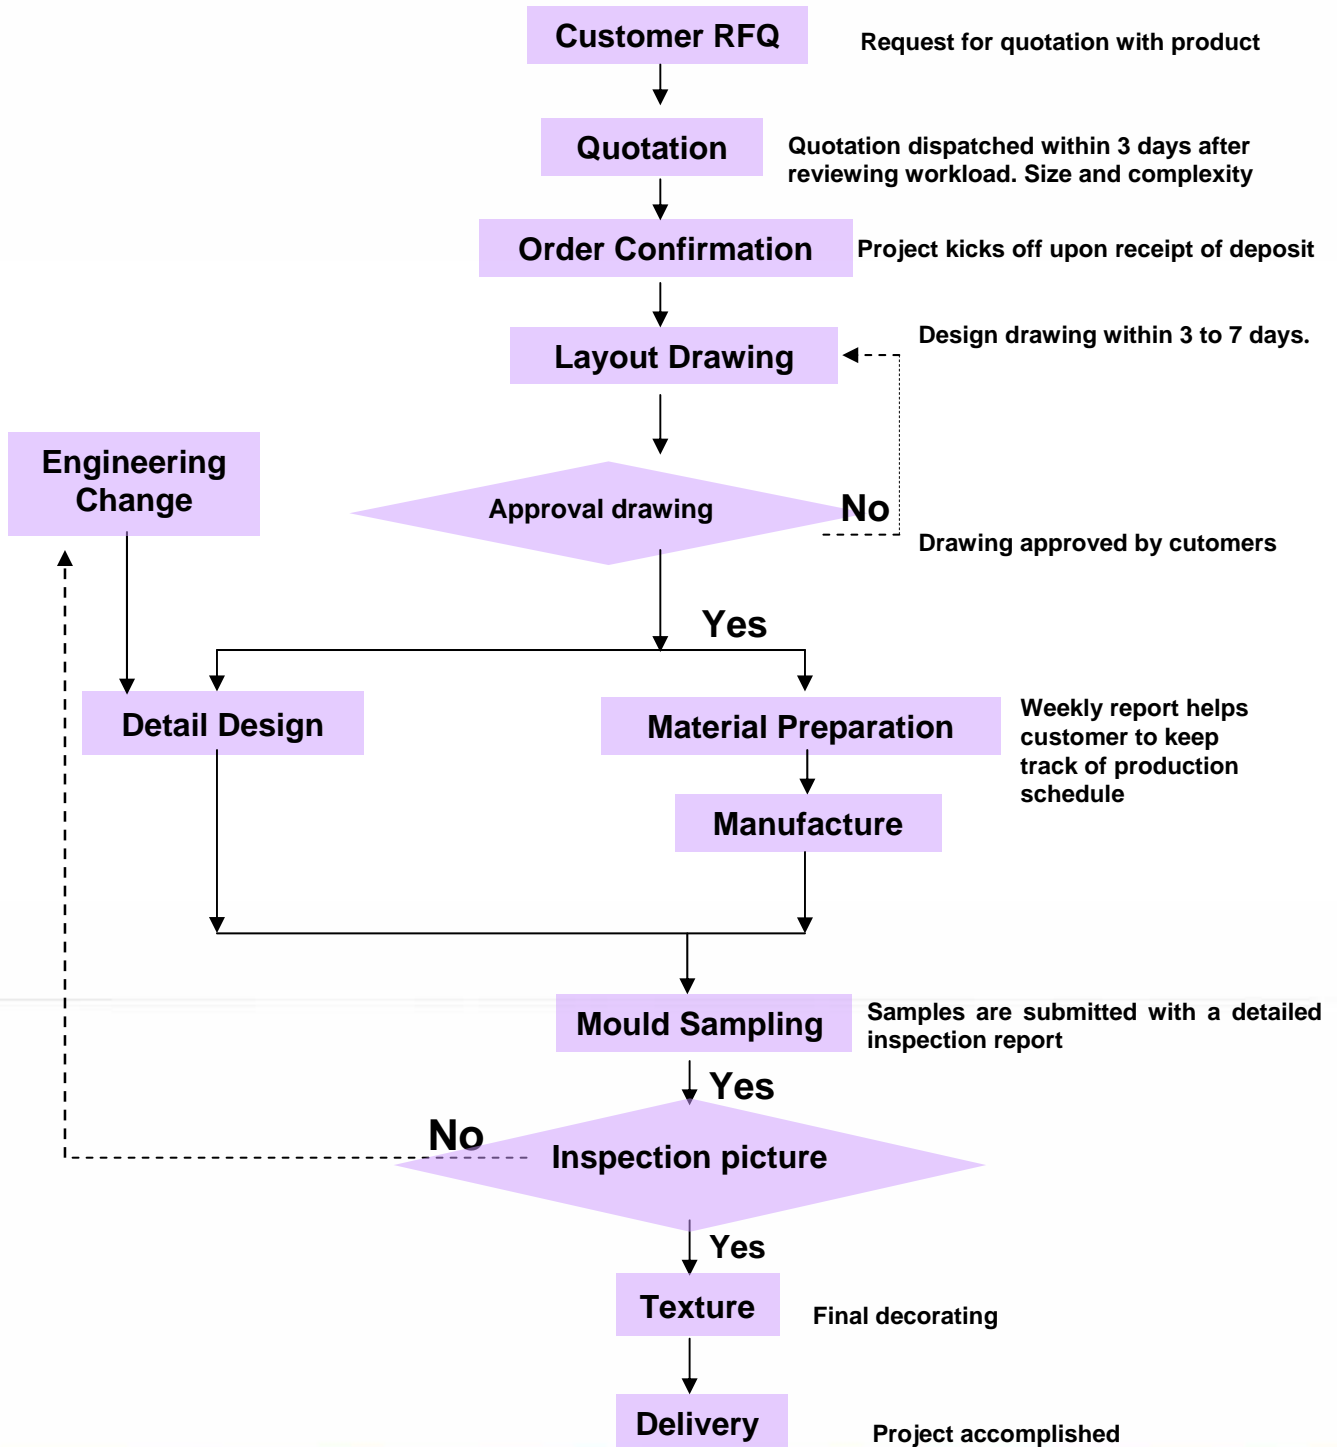 Customer RFQ
Request for quotation with product
Quotation
Quotation dispatched within 3 days after
reviewing workload. Size and complexity
Order Confirmation
Project kicks off upon receipt of deposit
Layout Drawing
Design drawing within 3 to 7 days.
Engineering
Change
Approval drawing
No
Drawing approved by cutomers
Yes
Detail Design
Material Preparation
Weekly report helps
customer to keep
track of production
schedule
Manufacture
Mould Sampling
Samples are submitted with a detailed
inspection report
Yes
No
Inspection picture
Yes
Texture
Final decorating
Delivery
Project accomplished